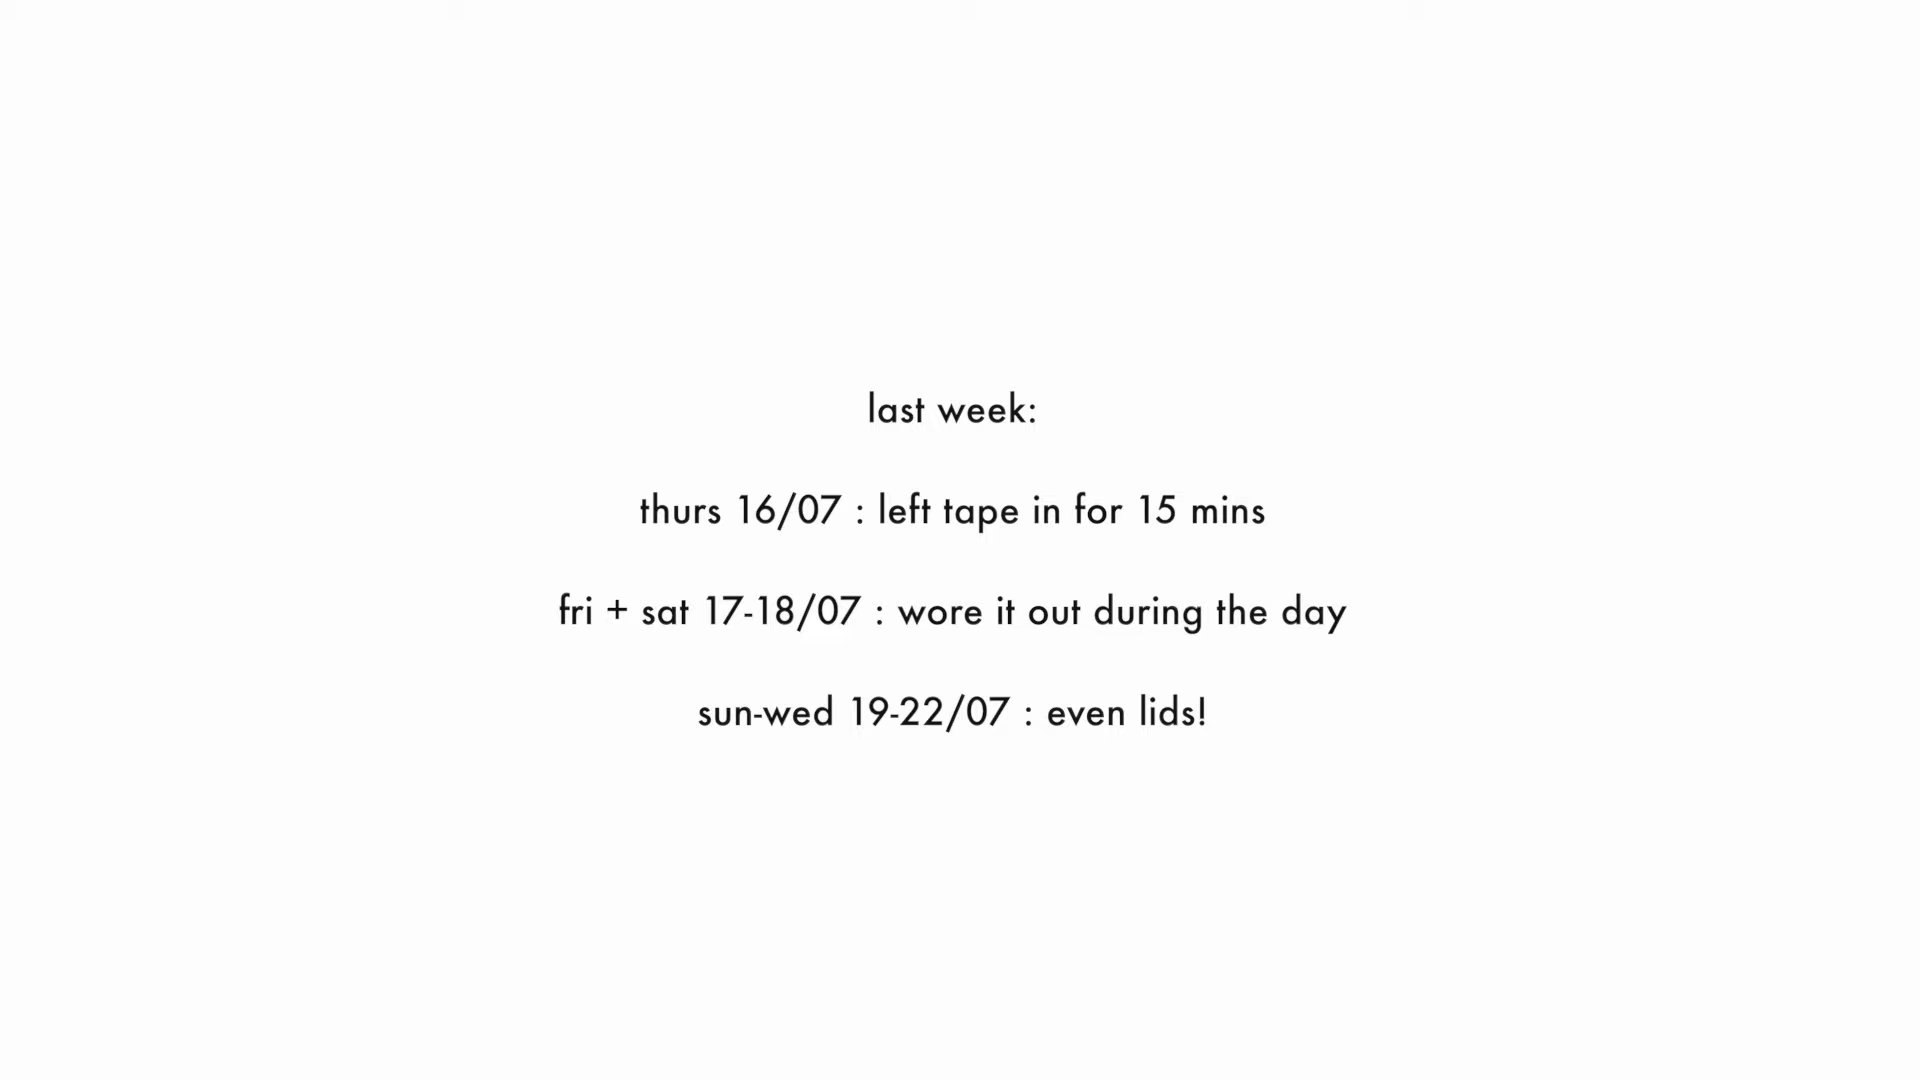 last week:
thurs 16/07 : left tape in for 15 mins
fri + sat 17-18/07 : wore it out during the day
sun-wed 19-22/07 : even lids!